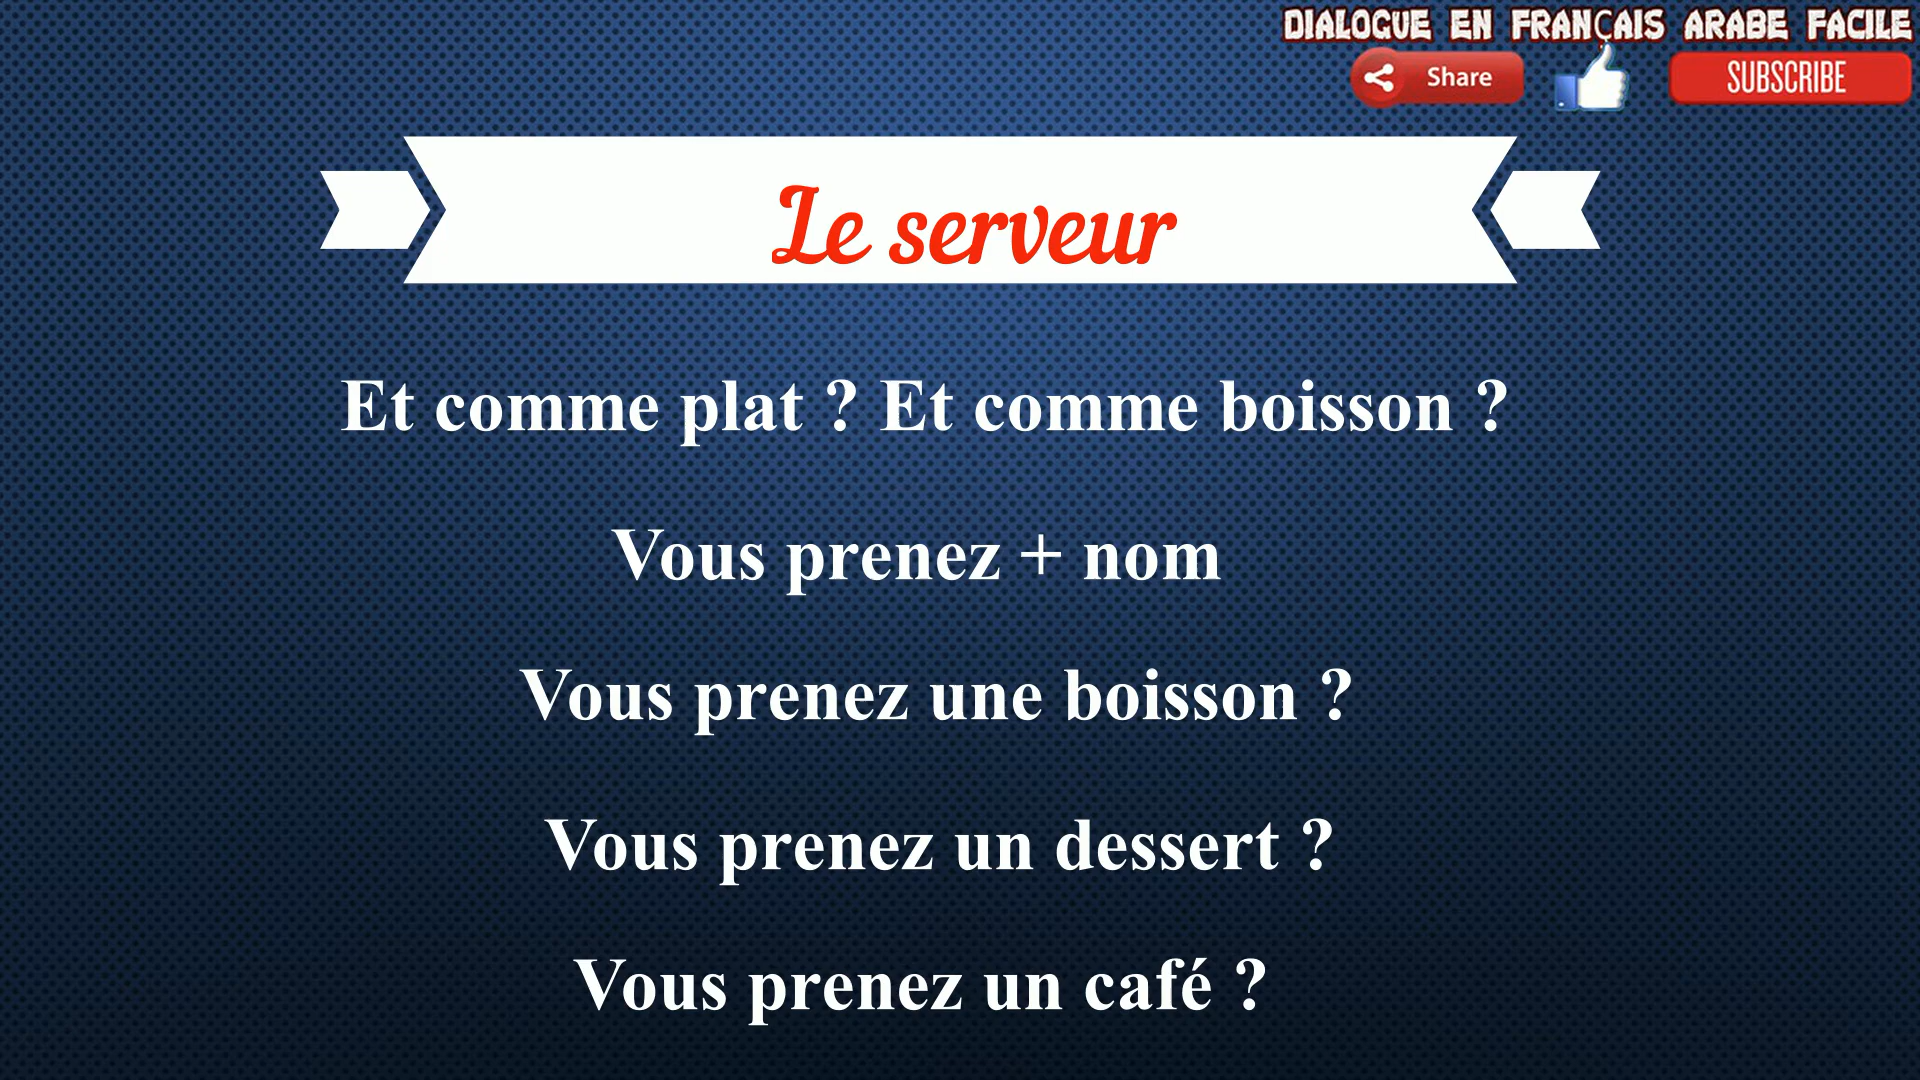 DIALOGUE EN FRANÇAIS ARABE FACILE
Share
SUBSCRIBE
Le serveur
Et comme plat ? Et comme boisson ?
Vous prenez + nom
Vous prenez une boisson ?
Vous prenez un dessert ?
Vous prenez un café ?